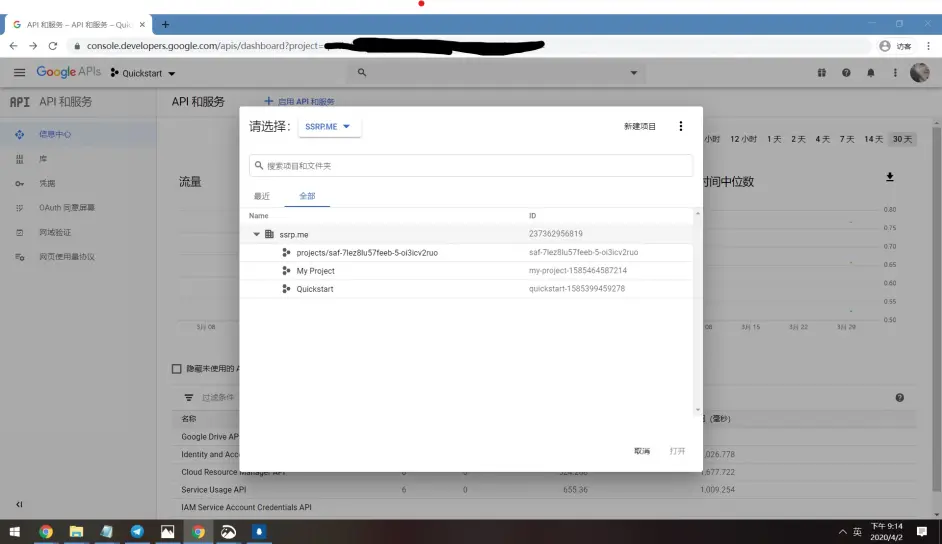 API 和服务 – API 和服务 – Quic
console.developers.google.com/apis/dashboard?project=
访客
Google APIs
Quickstart
API API 和服务
API 和服务
启用 API 和服务
信息中心
库
凭据
OAuth 同意屏幕
网域验证
网页使用量协议
小时 12 小时 1 天 2 天 4 天 7 天 14 天 30 天
流量
时间中位数
请选择：
SSRP.ME
新建项目
搜索项目和文件夹
最近
全部
Name ID
ssrp.me 237362956819
projects/saf-7lez8lu57feeb-5-oi3icv2ruo saf-7lez8lu57feeb-5-oi3icv2ruo
My Project my-project-1585464587214
Quickstart quickstart-1585399459278
取消
打开
0.80
0.75
0.70
0.65
0.60
0.55
0.50
3月 08
08 3月 15 3月 22 3月 29
隐藏未使用的 A
过滤条件
名称
（毫秒）
Google Drive AP
Identity and Acc ,026.778
Cloud Resource Manager API 6 0 524.288 1,677.722
Service Usage API 6 0 655.36 1,009.254
IAM Service Account Credentials API
英
下午 9:14
2020/4/2